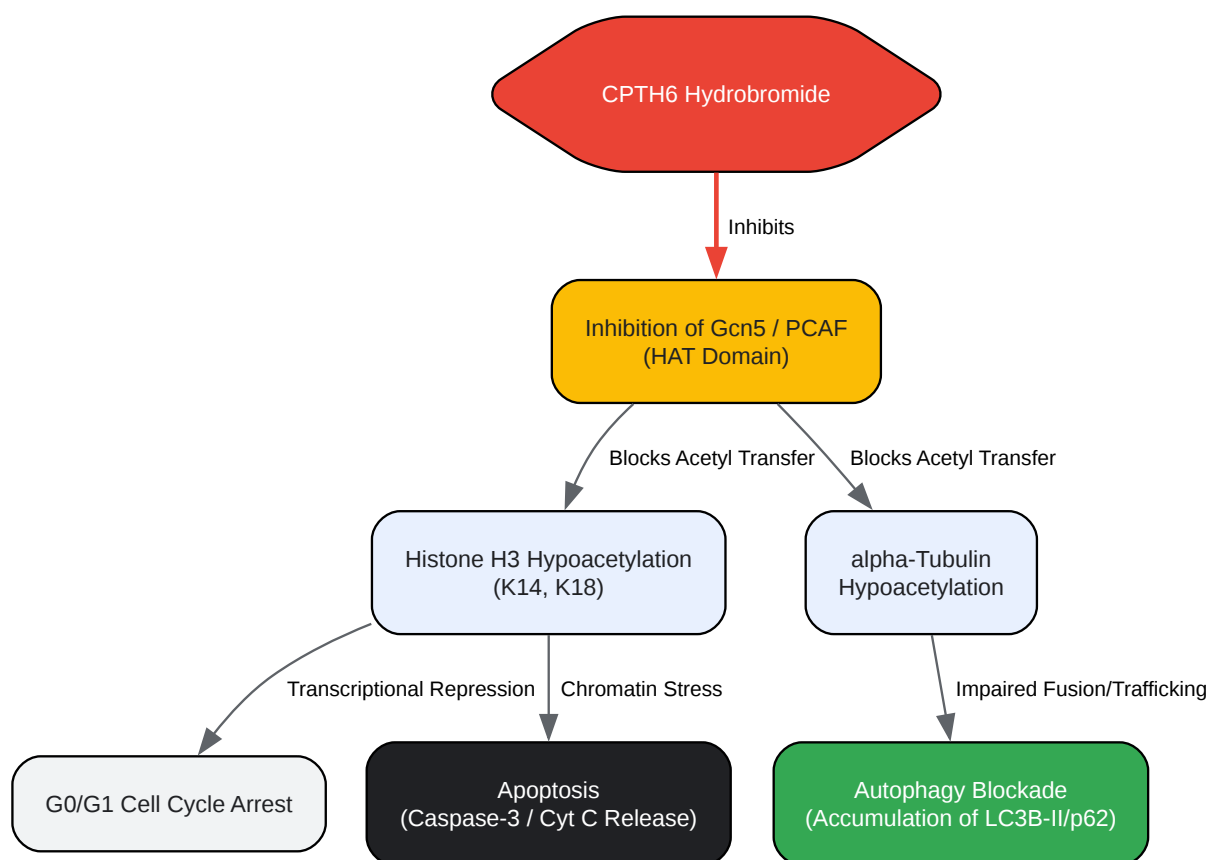 CPTH6 Hydrobromide
Inhibits
Inhibition of Gcn5 / PCAF
(HAT Domain)
Blocks Acetyl Transfer
Blocks Acetyl Transfer
Histone H3 Hypoacetylation
(K14, K18)
alpha-Tubulin
Hypoacetylation
Transcriptional Repression
Chromatin Stress
Impaired Fusion/Trafficking
G0/G1 Cell Cycle Arrest
Apoptosis
(Caspase-3 / Cyt C Release)
Autophagy Blockade
(Accumulation of LC3B-II/p62)